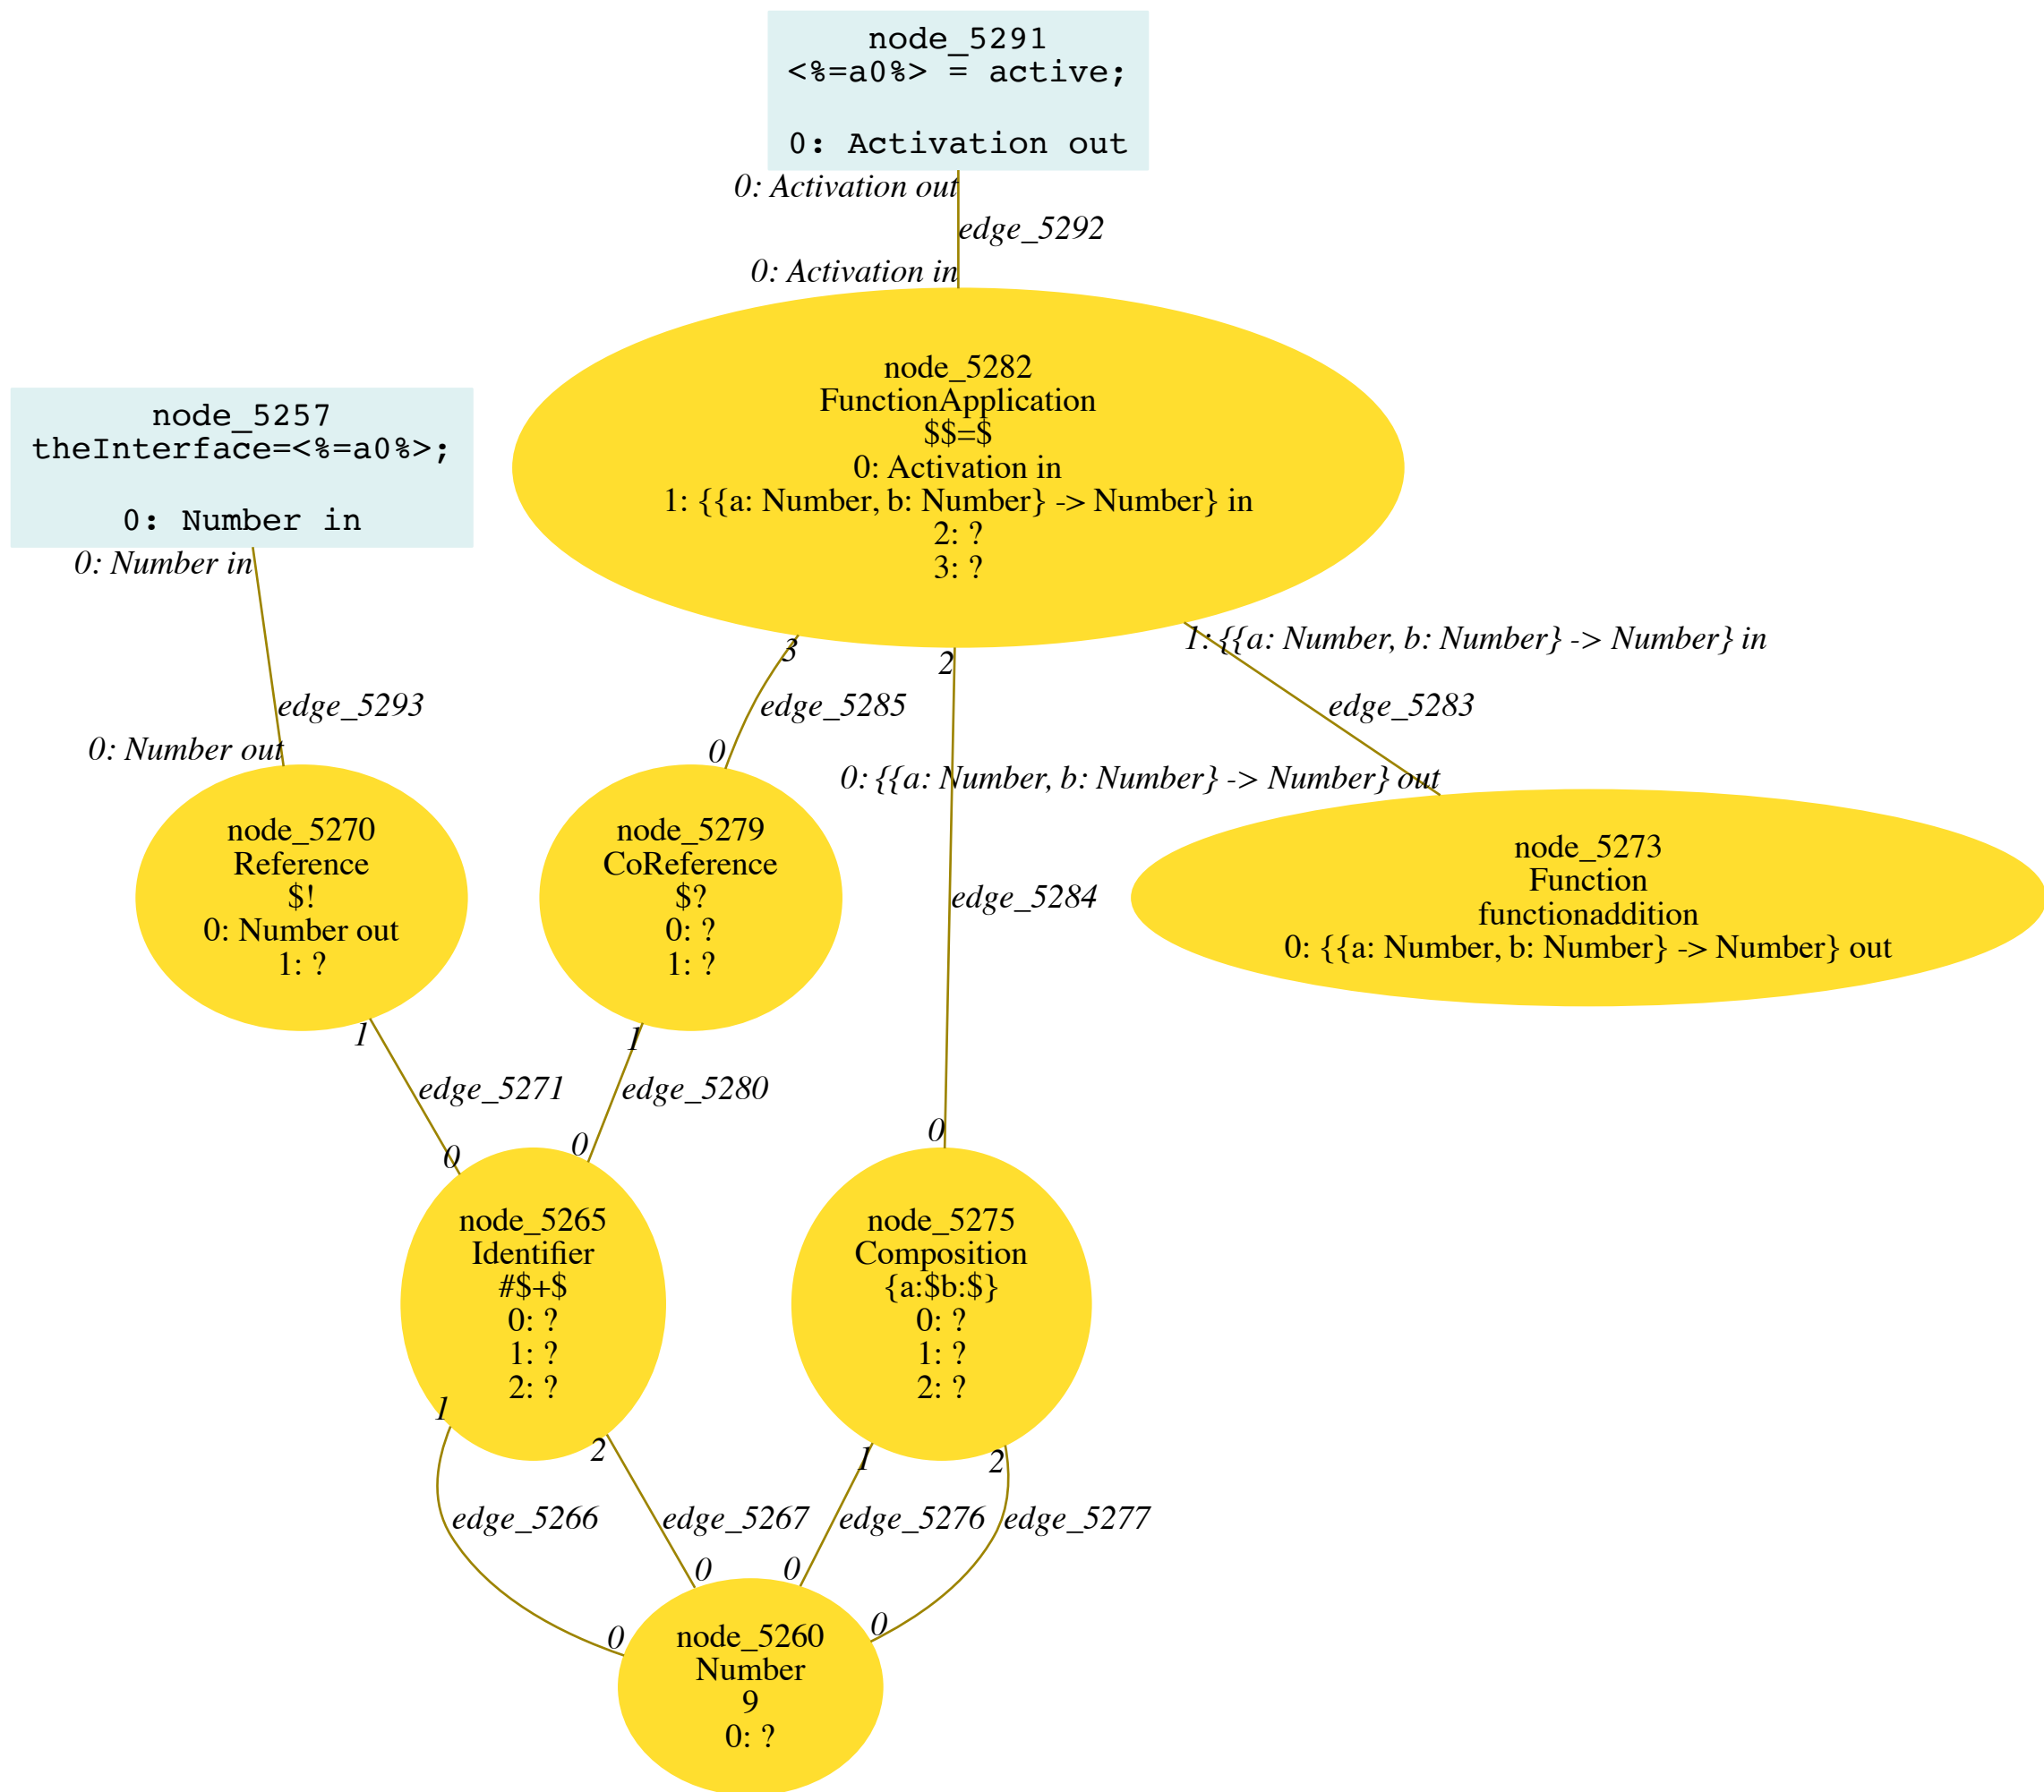 node_5291
<%=a0%> = active;
0: Activation out
0: Activation out
edge_5292
0: Activation in
node_5282
FunctionApplication
$$=$
0: Activation in
1: {{a: Number, b: Number} -> Number} in
2: ?
3: ?
node_5257
theInterface=<%=a0%>;
0: Number in
0: Number in
3
2
1: {{a: Number, b: Number} -> Number} in
edge_5293
edge_5285
edge_5283
0: Number out
0
0: {{a: Number, b: Number} -> Number} out
node_5270
Reference
$!
0: Number out
1: ?
node_5279
CoReference
$?
0: ?
1: ?
edge_5284
node_5273
Function
functionaddition
0: {{a: Number, b: Number} -> Number} out
1
1
edge_5271
edge_5280
0
0
0
node_5265
Identifier
#$+$
0: ?
1: ?
2: ?
node_5275
Composition
{a:$b:$}
0: ?
1: ?
2: ?
1
2
1
2
edge_5266
edge_5267
edge_5276
edge_5277
0
0
0
0
node_5260
Number
9
0: ?